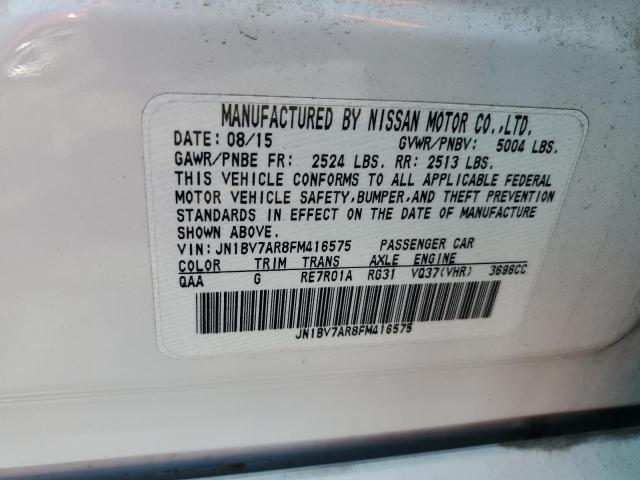 MANUFACTURED BY NISSAN MOTOR CO.,LTD.
DATE: 08/15 GVWR/PNBV: 5004 LBS.
GAWR/PNBE FR: 2524 LBS. RR: 2513 LBS.
THIS VEHICLE CONFORMS TO ALL APPLICABLE FEDERAL
MOTOR VEHICLE SAFETY,BUMPER,AND THEFT PREVENTION
STANDARDS IN EFFECT ON THE DATE OF MANUFACTURE
SHOWN ABOVE.
VIN: JN1BV7AR8FM416575 PASSENGER CAR
COLOR TRIM TRANS AXLE ENGINE
QAA G RE7R01A RG31 VQ37(VHR) 3696CC
JN1BV7AR8FM416575